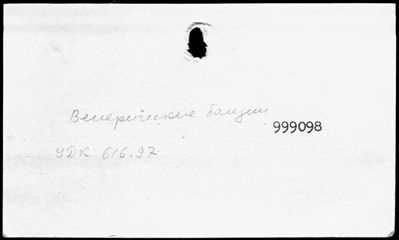 Венерические болезни
999098
УДК 616.97